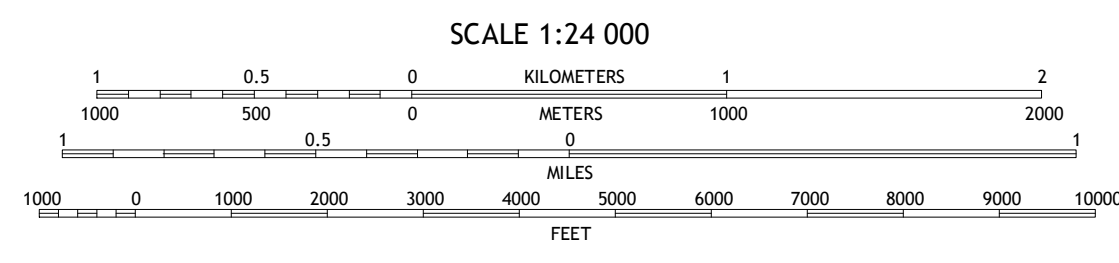 SCALE 1:24 000
1 0.5 0 KILOMETERS 1 2
1000 500 0 METERS 1000 2000
1 0.5 0 1
MILES
1000 0 1000 2000 3000 4000 5000 6000 7000 8000 9000 10000
FEET